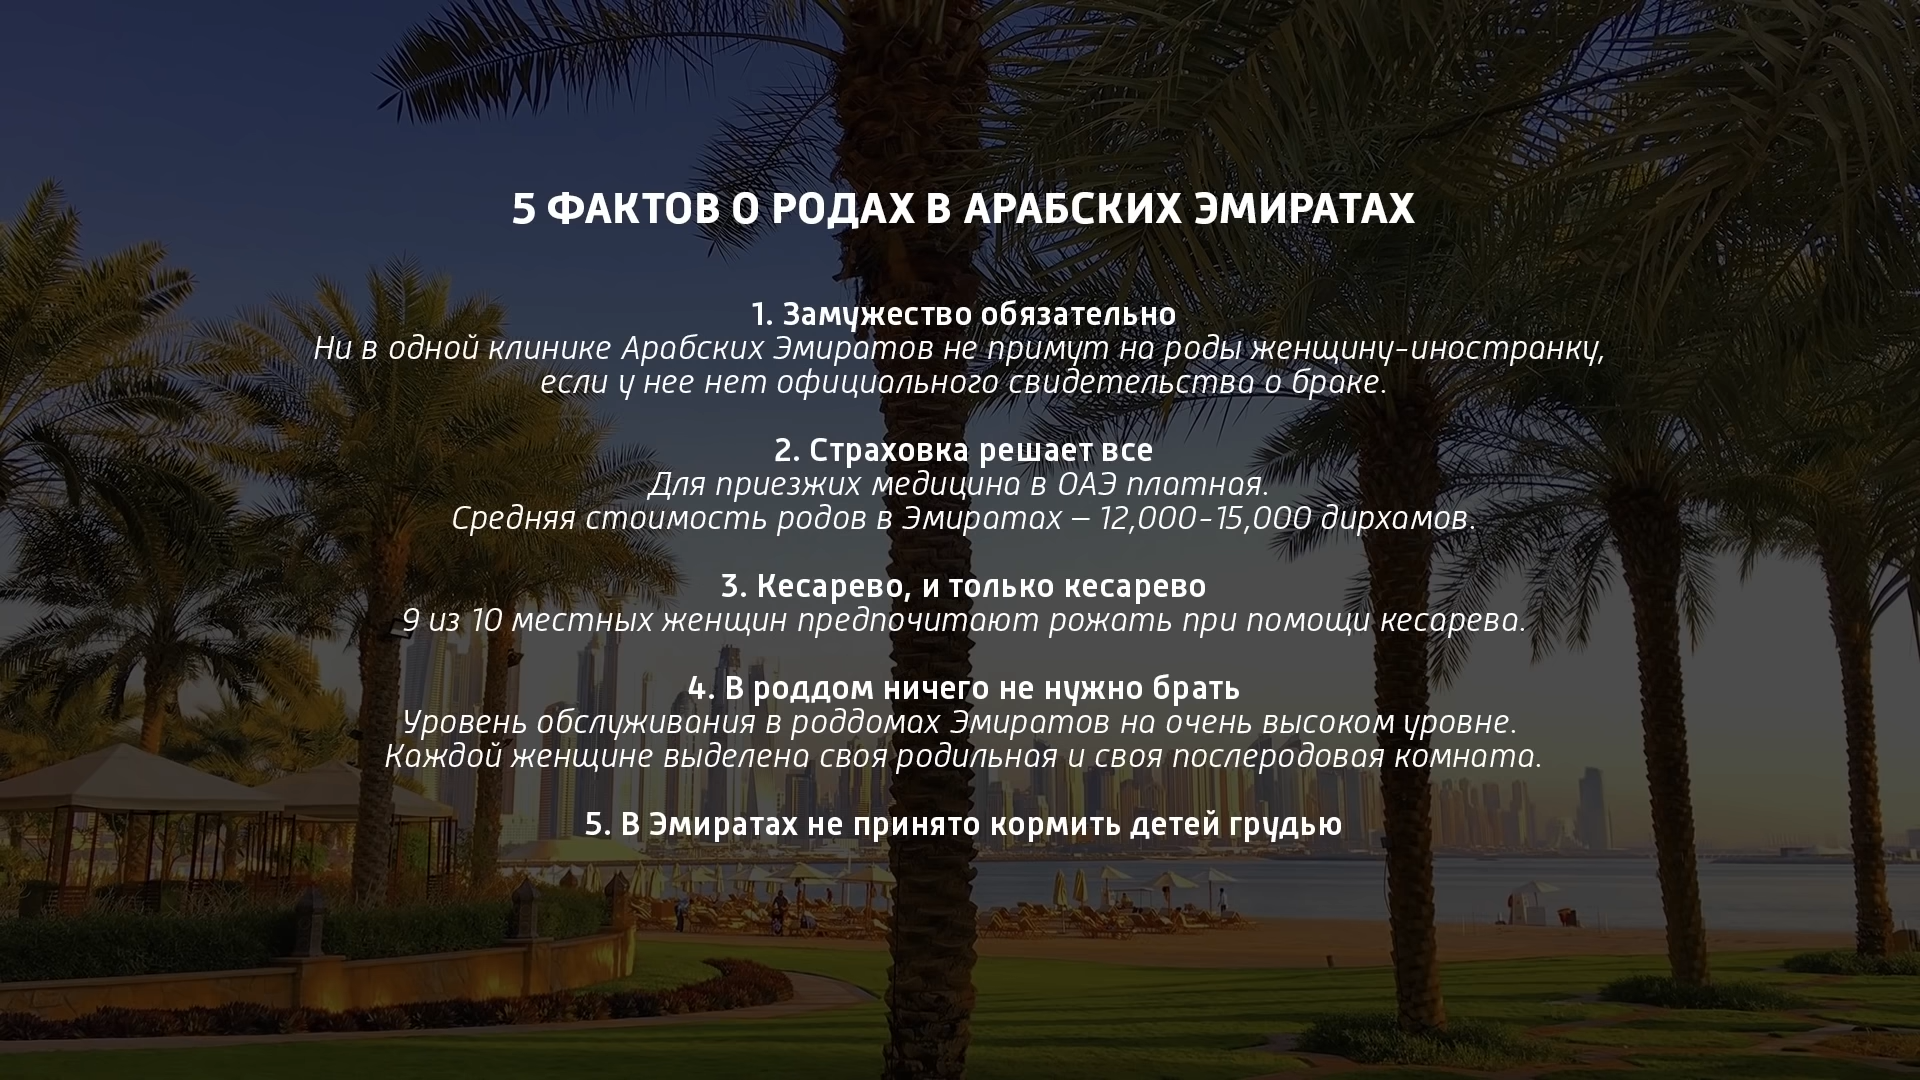 5 ФАКТОВ О РОДАХ В АРАБСКИХ ЭМИРАТАХ
1. Замужество обязательно
Ни в одной клинике Арабских Эмиратов не примут на роды женщину-иностранку,
если у нее нет официального свидетельства о браке.
2. Страховка решает все
Для приезжих медицина в ОАЭ платная.
Средняя стоимость родов в Эмиратах – 12,000-15,000 дирхамов.
3. Кесарево, и только кесарево
9 из 10 местных женщин предпочитают рожать при помощи кесарева.
4. В роддом ничего не нужно брать
Уровень обслуживания в роддомах Эмиратов на очень высоком уровне.
Каждой женщине выделена своя родильная и своя послеродовая комната.
5. В Эмиратах не принято кормить детей грудью